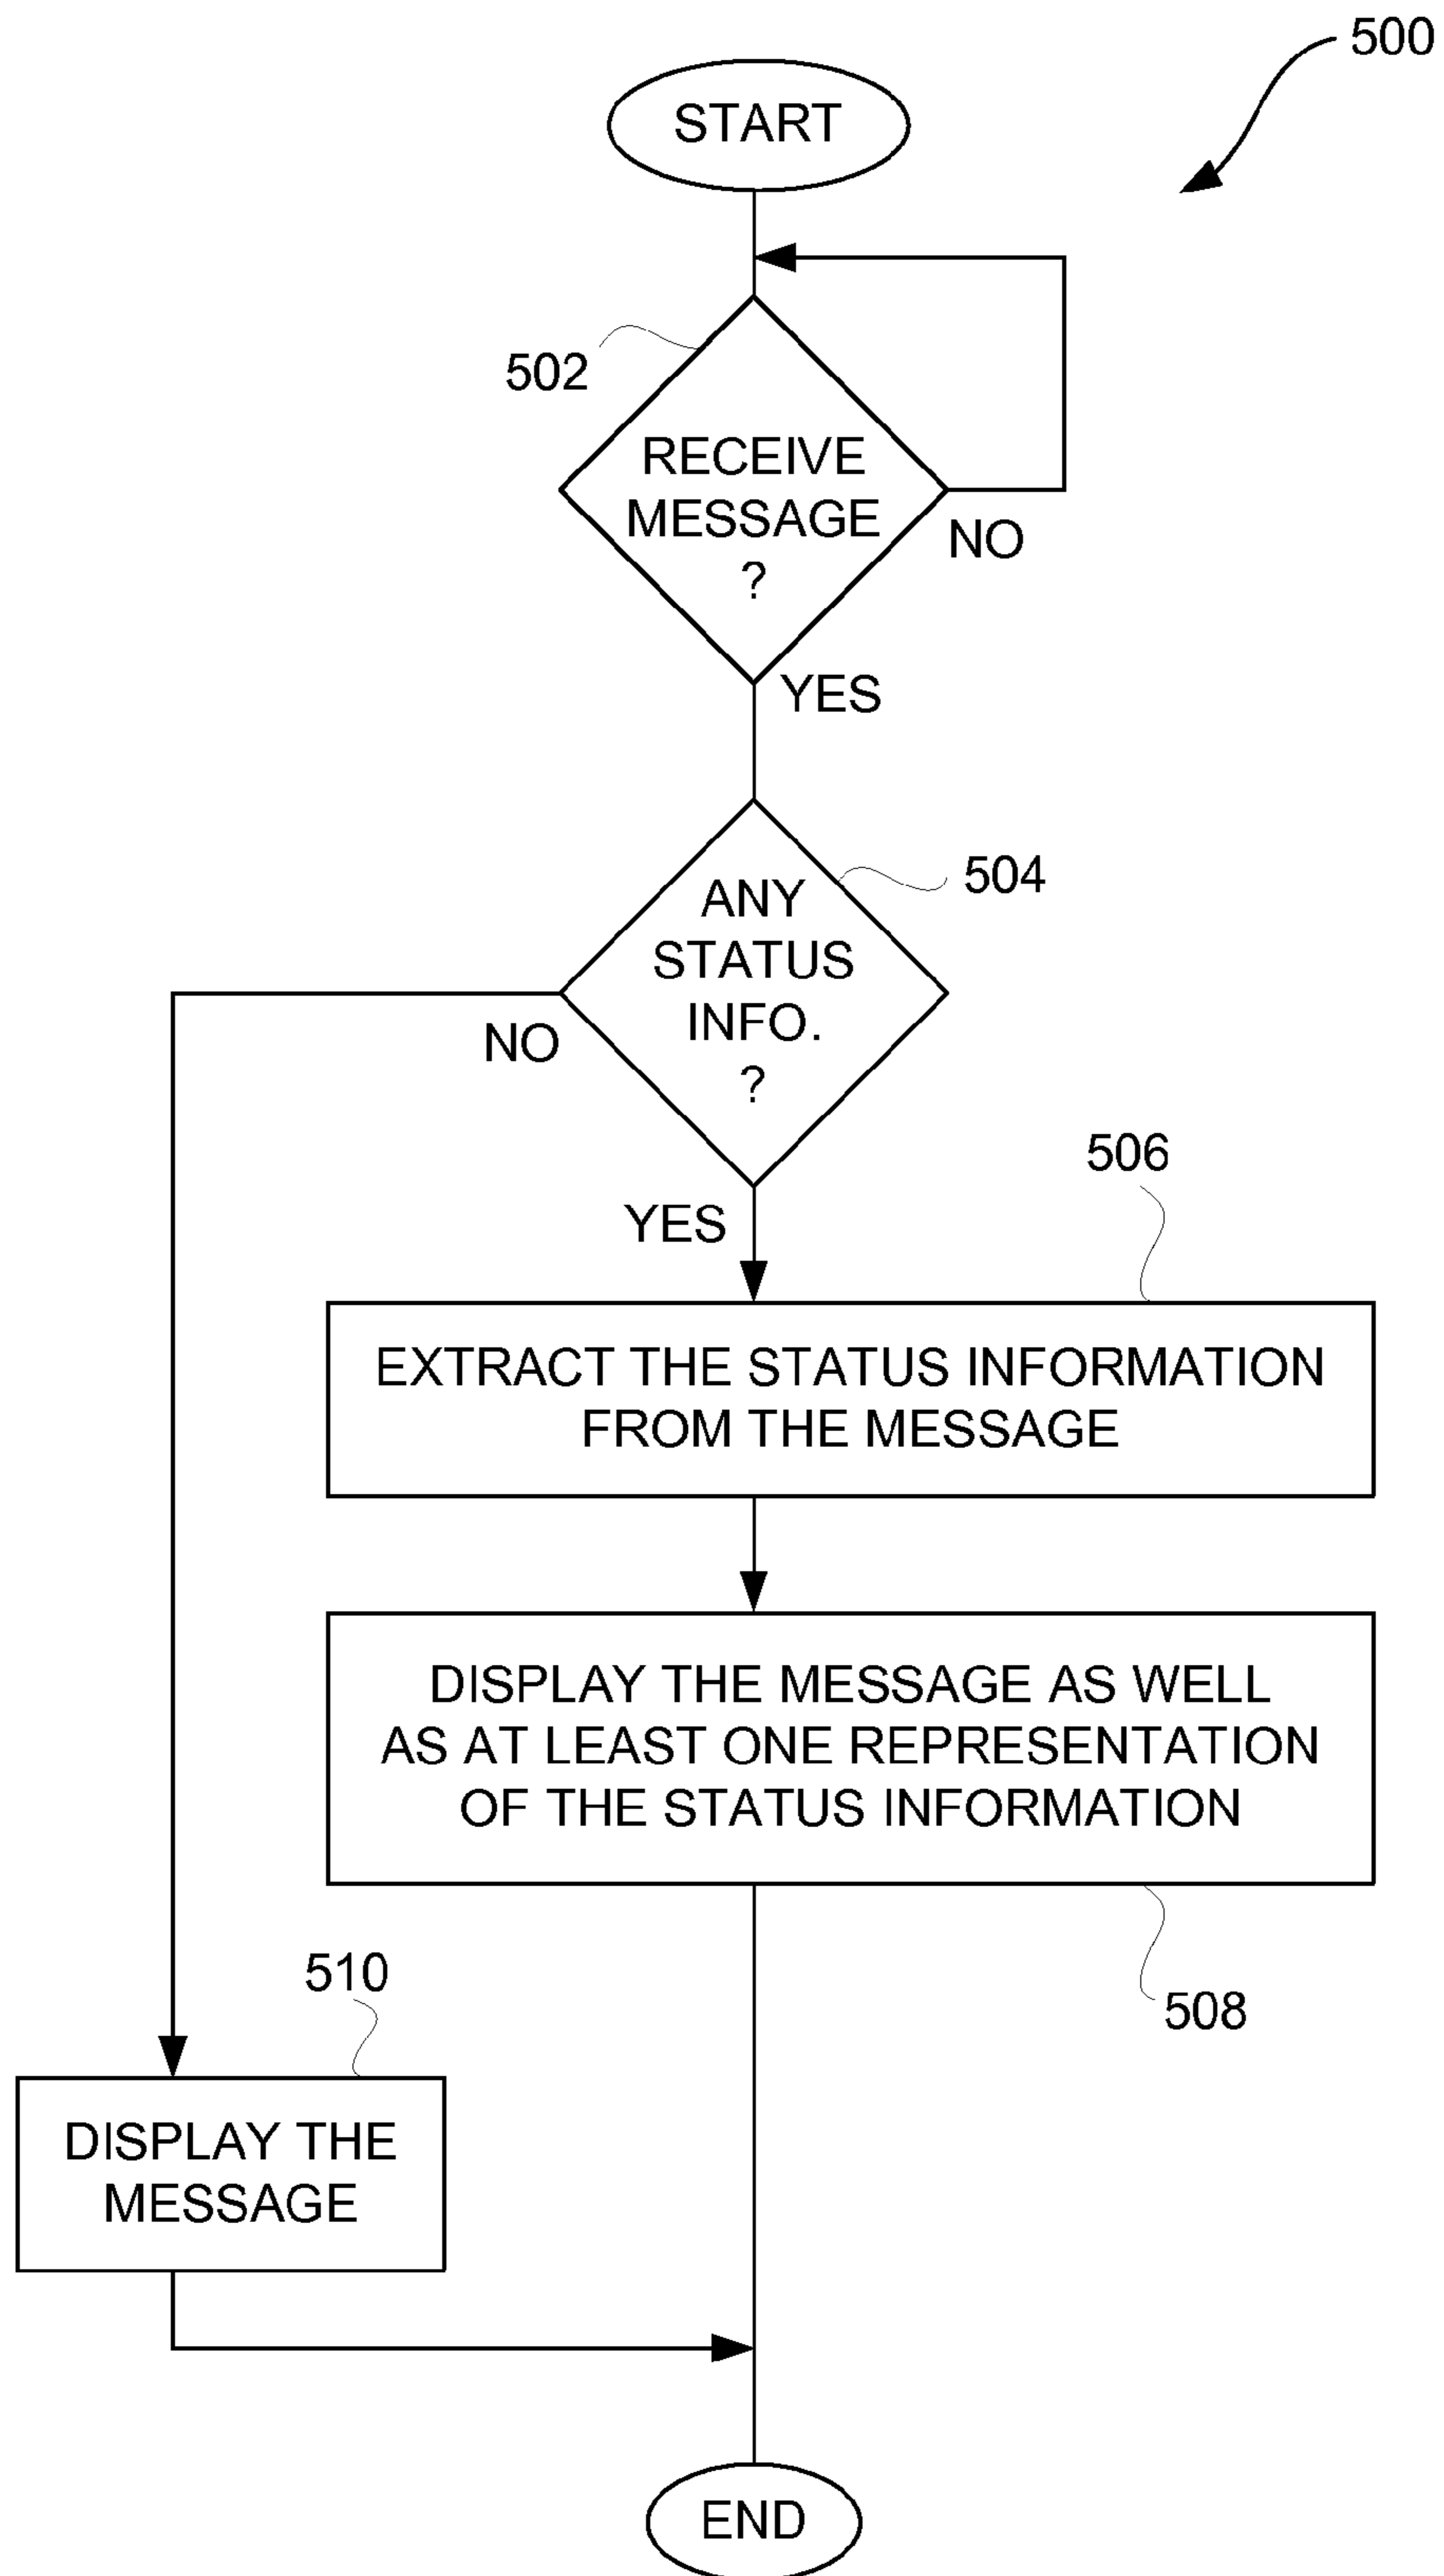 500
START
502
RECEIVE
MESSAGE
?
NO
YES
504
ANY
STATUS
INFO.
?
NO
YES
506
EXTRACT THE STATUS INFORMATION
FROM THE MESSAGE
DISPLAY THE MESSAGE AS WELL
AS AT LEAST ONE REPRESENTATION
OF THE STATUS INFORMATION
508
510
DISPLAY THE
MESSAGE
END